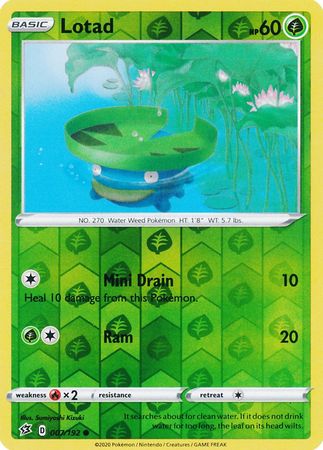 BASIC Lotad HP60
NO. 270 Water Weed Pokémon. HT: 1'8" WT: 5.7 lbs.
Mini Drain 10
Heal 10 damage from this Pokémon.
Ram 20
weakness ×2 resistance retreat
Illus. Sumiyoshi Kizuki
D 007/192
It searches about for clean water. If it does not drink
water for too long, the leaf on its head wilts.
©2020 Pokémon / Nintendo / Creatures / GAME FREAK